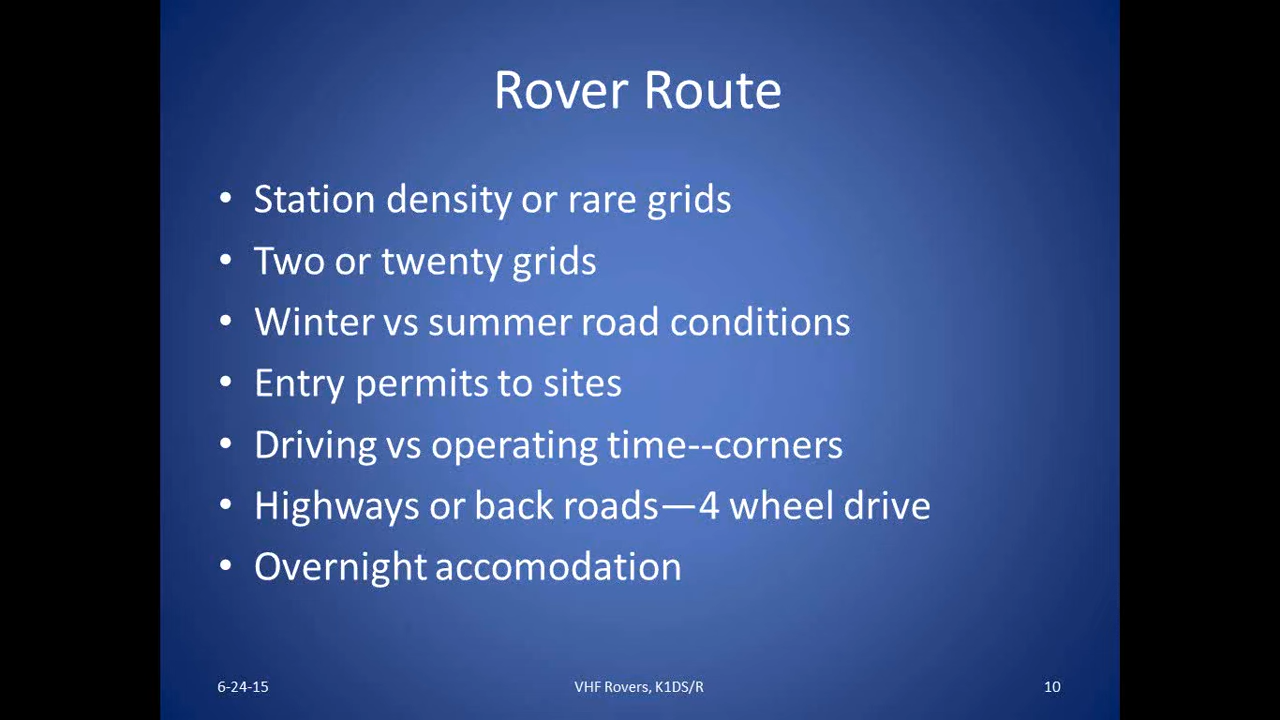 Rover Route
• Station density or rare grids
• Two or twenty grids
• Winter vs summer road conditions
• Entry permits to sites
• Driving vs operating time--corners
• Highways or back roads—4 wheel drive
• Overnight accomodation
6-24-15
VHF Rovers, K1DS/R
10